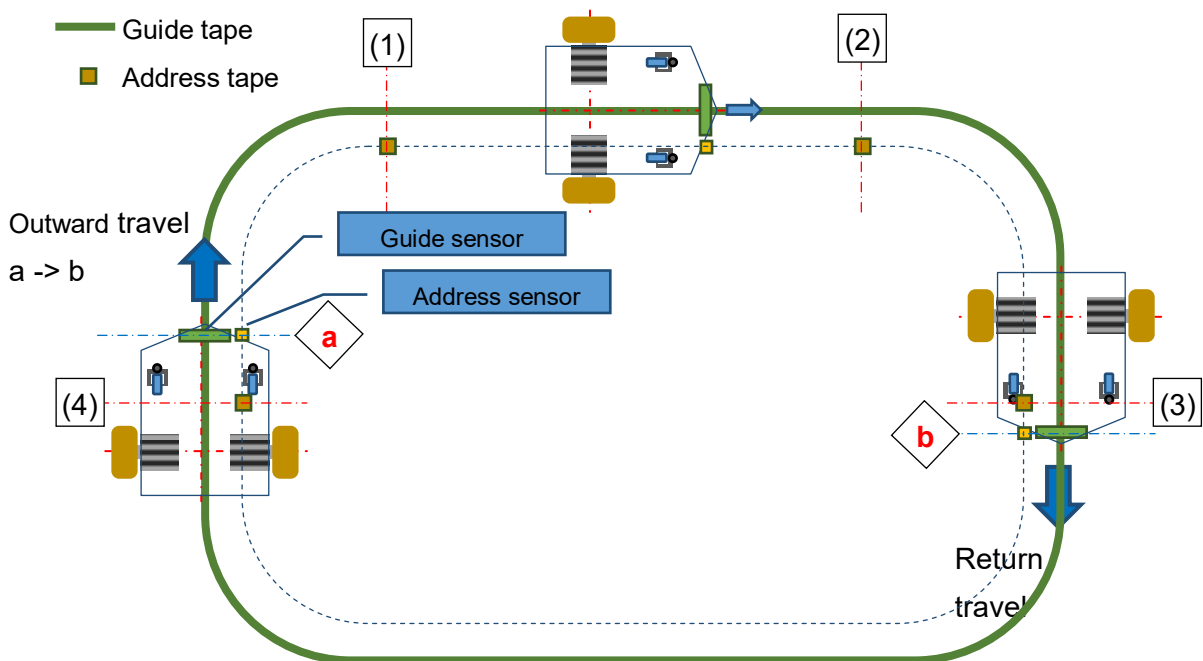 Guide tape
Address tape
(1)
(2)
Outward travel
a -> b
Guide sensor
Address sensor
a
(4)
(3)
b
Return
travel